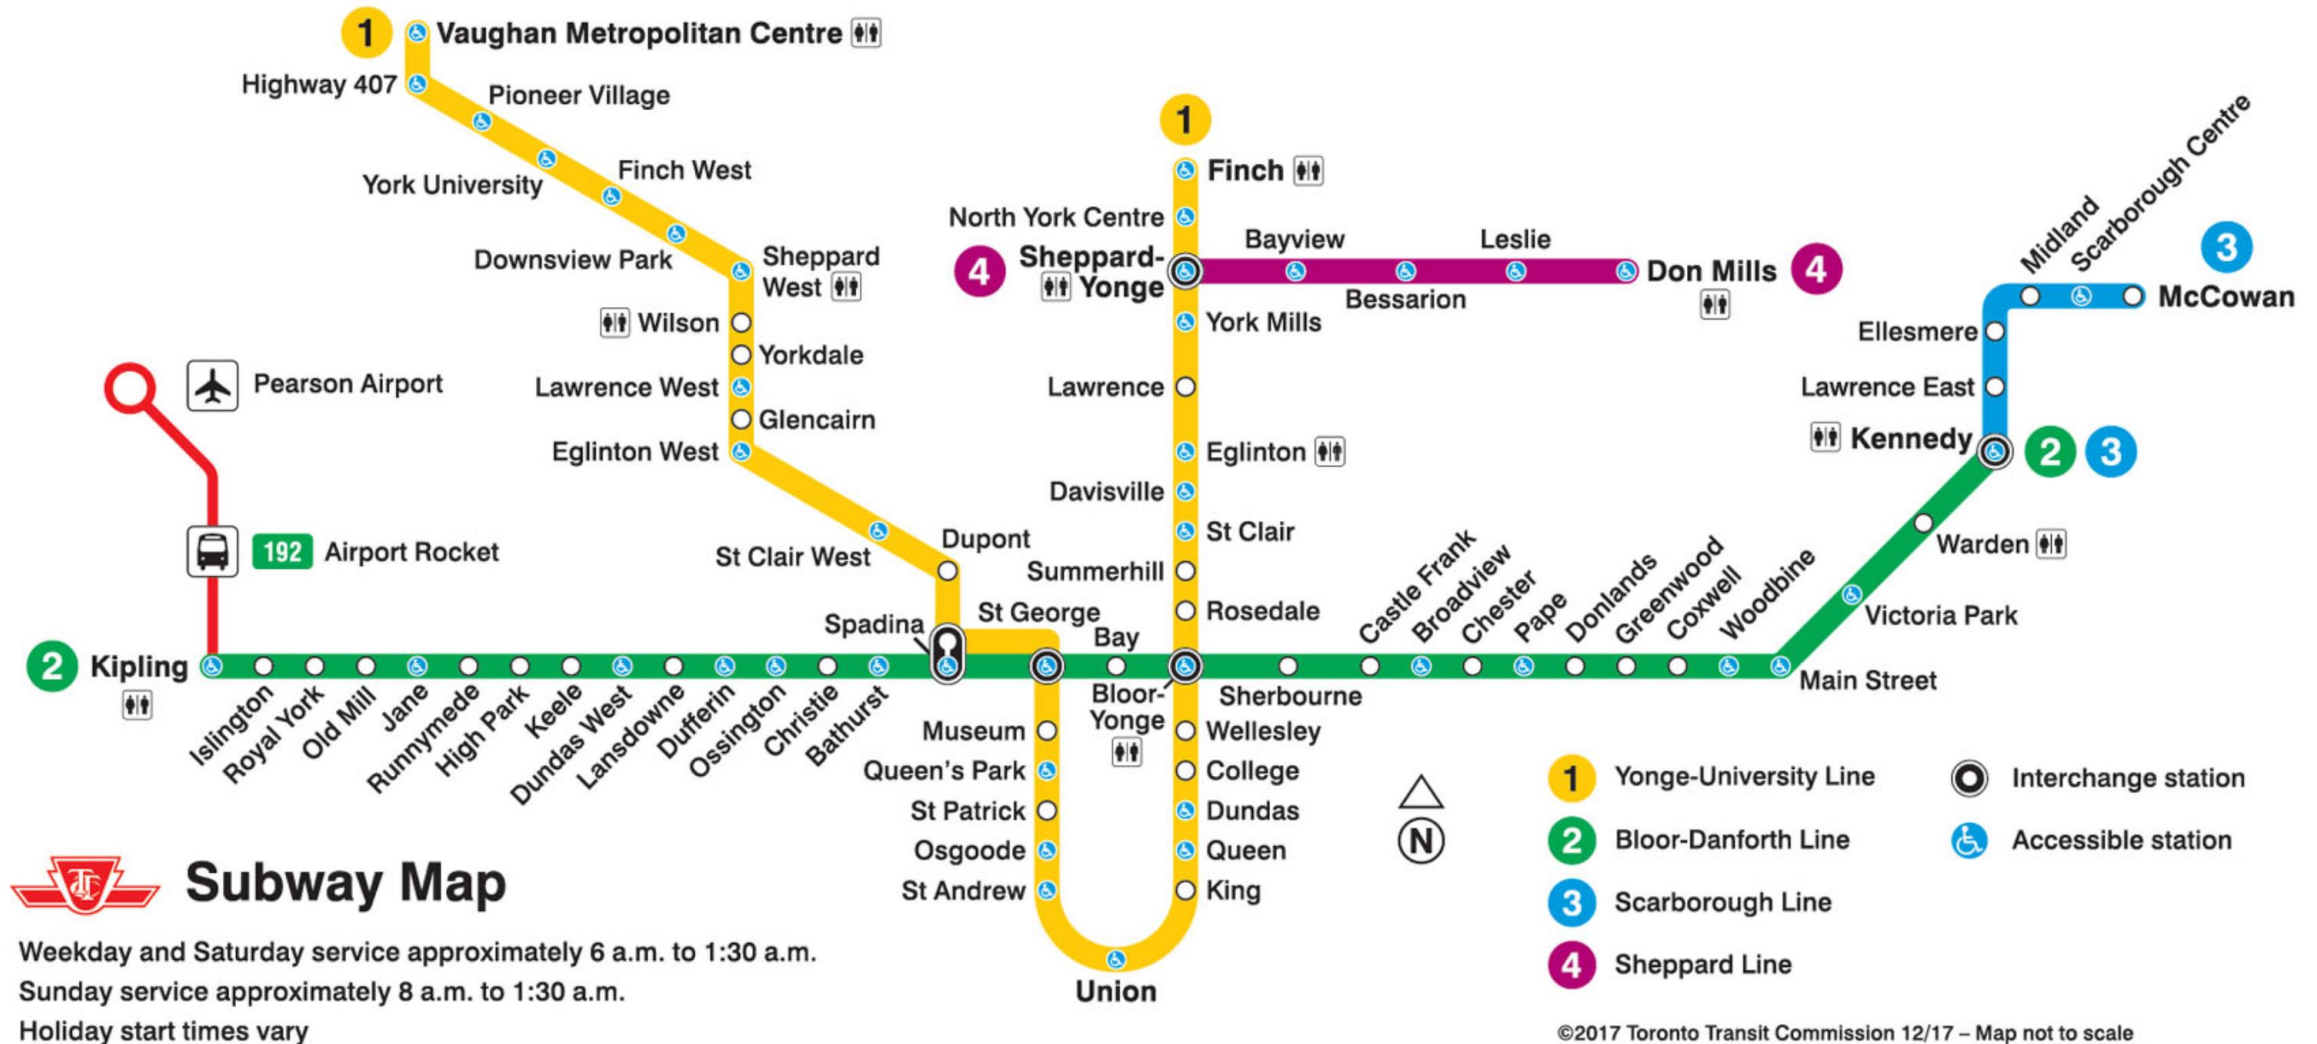 1
Vaughan Metropolitan Centre
Highway 407
Pioneer Village
York University
Finch West
Downsview Park
Sheppard
West
Wilson
Yorkdale
Lawrence West
Glencairn
Eglinton West
St Clair West
Dupont
Spadina
St George
Museum
Queen's Park
St Patrick
Osgoode
St Andrew
Union
1
Finch
North York Centre
4
Sheppard-
Yonge
Bayview
Bessarion
Leslie
Don Mills
4
York Mills
Lawrence
Eglinton
Davisville
St Clair
Summerhill
Rosedale
Bay
Bloor-
Yonge
Wellesley
College
Dundas
Queen
King
Pearson Airport
192
Airport Rocket
2
Kipling
Islington
Royal York
Old Mill
Jane
Runnymede
High Park
Keele
Dundas West
Lansdowne
Dufferin
Ossington
Christie
Bathurst
Sherbourne
Castle Frank
Broadview
Chester
Pape
Donlands
Greenwood
Coxwell
Woodbine
Main Street
Victoria Park
Warden
Kennedy
2
3
Lawrence East
Ellesmere
Midland
Scarborough Centre
McCowan
3
N
1 Yonge-University Line
2 Bloor-Danforth Line
3 Scarborough Line
4 Sheppard Line
Interchange station
Accessible station
TTC
Subway Map
Weekday and Saturday service approximately 6 a.m. to 1:30 a.m.
Sunday service approximately 8 a.m. to 1:30 a.m.
Holiday start times vary
©2017 Toronto Transit Commission 12/17 – Map not to scale